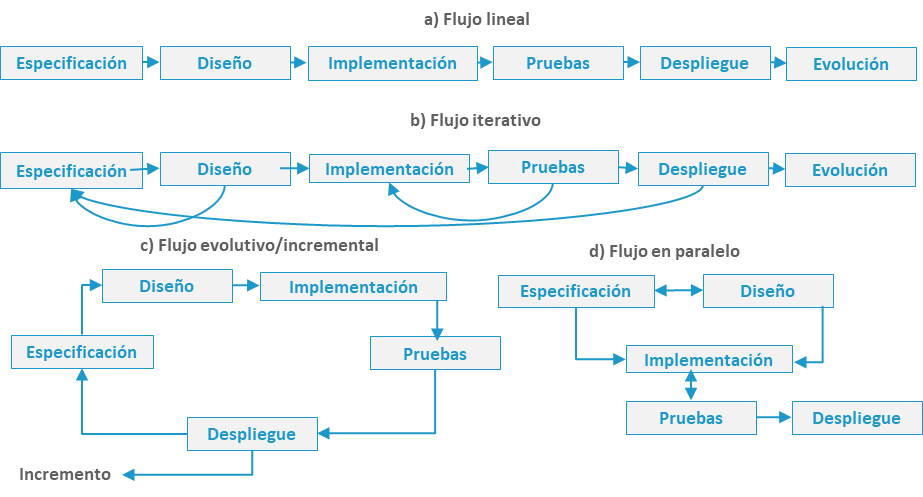 a) Flujo lineal
Especificación Diseño Implementación Pruebas Despliegue Evolución
b) Flujo iterativo
Especificación Diseño Implementación Pruebas Despliegue Evolución
c) Flujo evolutivo/incremental
Diseño Implementación
Especificación Pruebas
Despliegue
Incremento
d) Flujo en paralelo
Especificación Diseño
Implementación
Pruebas Despliegue